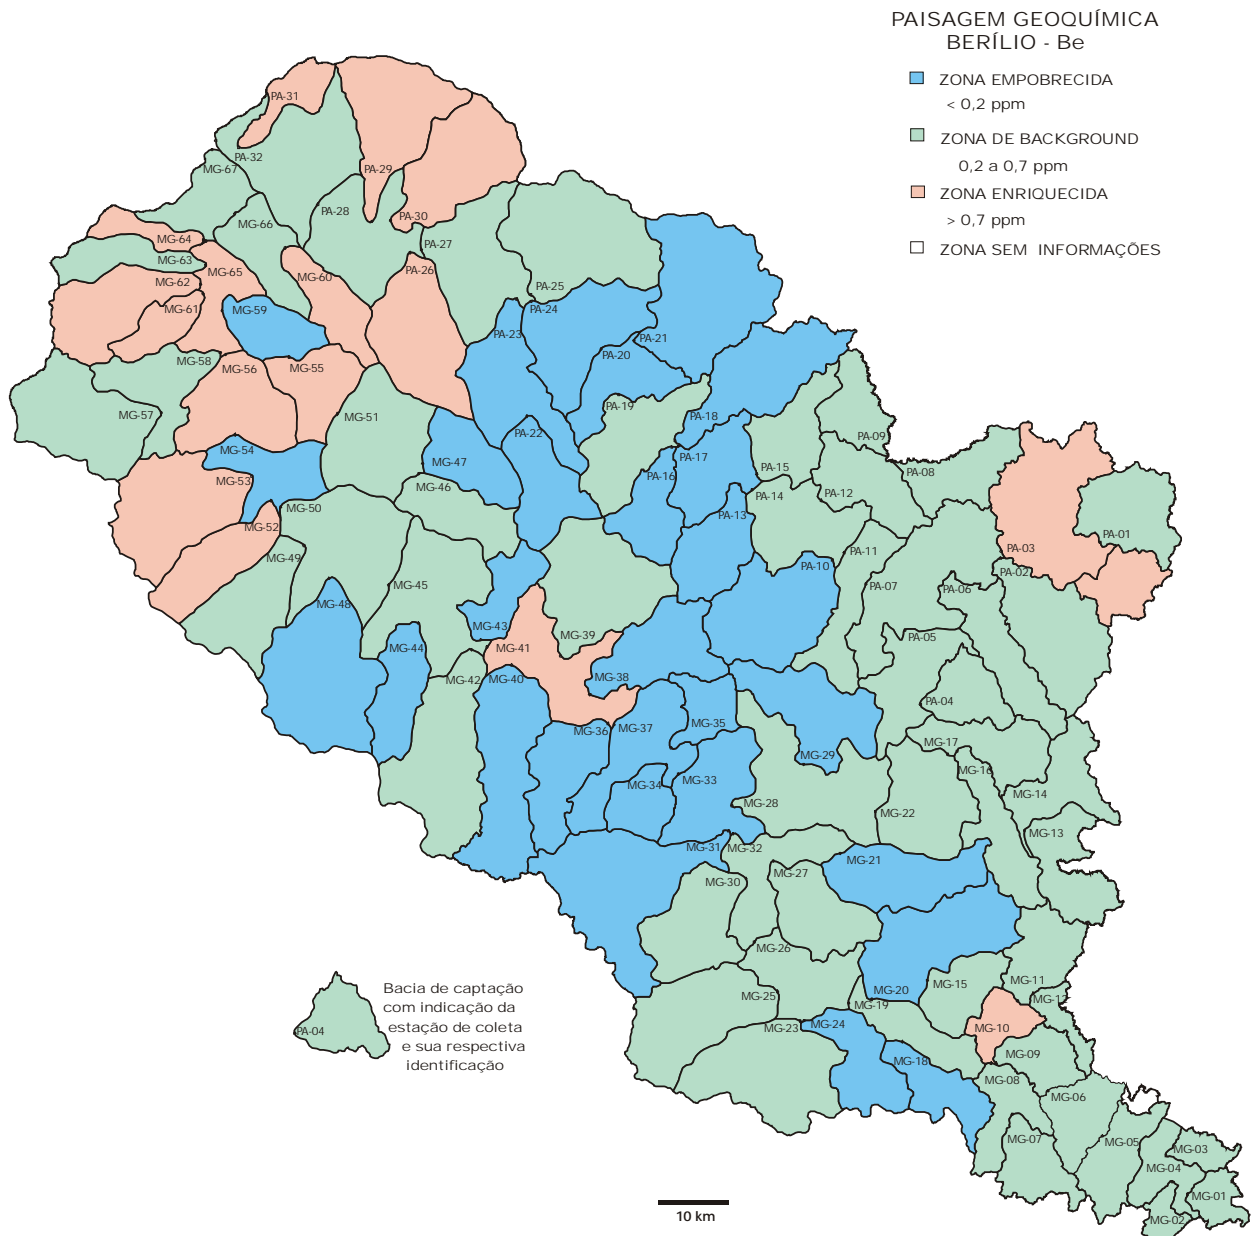 PAISAGEM GEOQUÍMICA
BERÍLIO - Be
ZONA EMPOBRECIDA
< 0,2 ppm
ZONA DE BACKGROUND
0,2 a 0,7 ppm
ZONA ENRIQUECIDA
> 0,7 ppm
ZONA SEM INFORMAÇÕES
PA-31
PA-32
MG-67
PA-29
PA-28
PA-30
MG-66
MG-64
PA-27
MG-63
MG-65
PA-26
MG-60
MG-62
PA-25
MG-61
MG-59
PA-24
PA-23
PA-21
PA-20
MG-58
MG-56
MG-55
PA-19
MG-57
MG-51
PA-18
PA-22
PA-09
MG-54
PA-17
MG-47
PA-15
PA-16
PA-08
MG-53
MG-46
PA-12
PA-14
MG-50
PA-13
MG-52
PA-01
PA-11
PA-03
MG-49
PA-10
PA-02
MG-45
PA-07
PA-06
MG-48
MG-43
MG-39
PA-05
MG-44
MG-41
MG-42
MG-40
MG-38
PA-04
MG-36
MG-37
MG-35
MG-17
MG-29
MG-16
MG-33
MG-34
MG-14
MG-28
MG-22
MG-13
MG-31
MG-32
MG-21
MG-27
MG-30
MG-26
MG-11
MG-15
MG-20
MG-25
MG-12
MG-19
MG-23
MG-24
MG-10
MG-09
MG-18
MG-08
MG-06
MG-07
MG-05
MG-03
MG-04
MG-01
MG-02
PA-04
Bacia de captação
com indicação da
estação de coleta
e sua respectiva
identificação
10 km